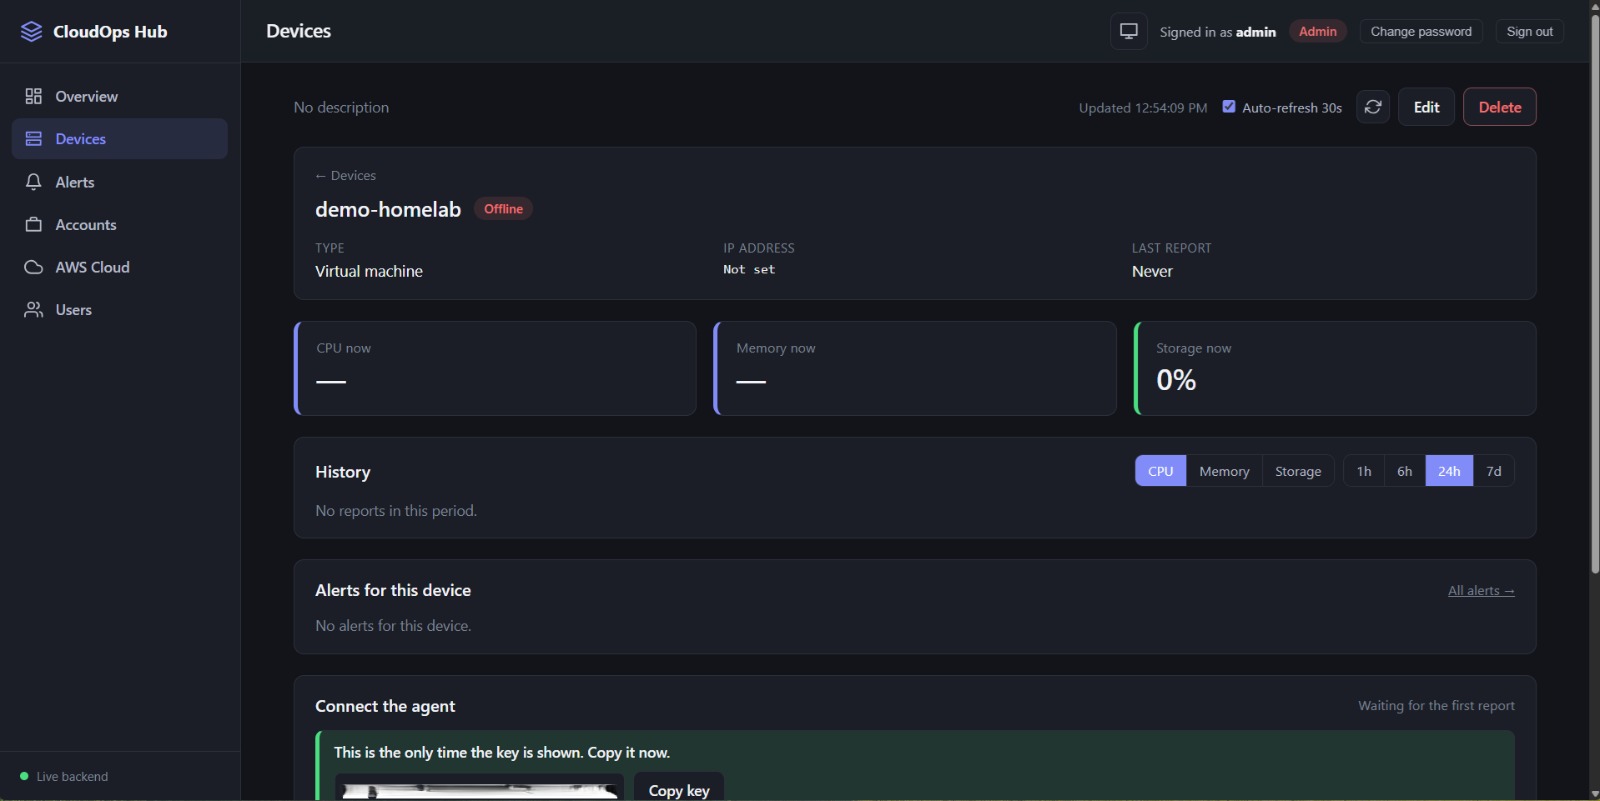 CloudOps Hub
Devices
Signed in as admin
Admin
Change password
Sign out
Overview
Devices
Alerts
Accounts
AWS Cloud
Users
No description
Updated 12:54:09 PM
Auto-refresh 30s
Edit
Delete
← Devices
demo-homelab
Offline
TYPE
Virtual machine
IP ADDRESS
Not set
LAST REPORT
Never
CPU now
—
Memory now
—
Storage now
0%
History
CPU
Memory
Storage
1h
6h
24h
7d
No reports in this period.
Alerts for this device
All alerts →
No alerts for this device.
Connect the agent
Waiting for the first report
This is the only time the key is shown. Copy it now.
Copy key
Live backend